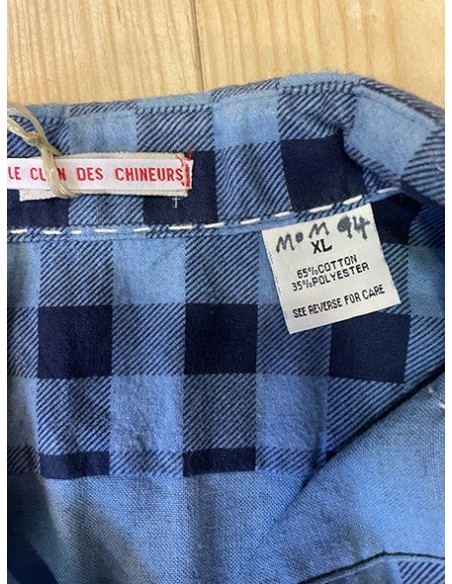 LE CLAN DES CHINEURS
MOM 94
XL
65%COTTON
35%POLYESTER
SEE REVERSE FOR CARE